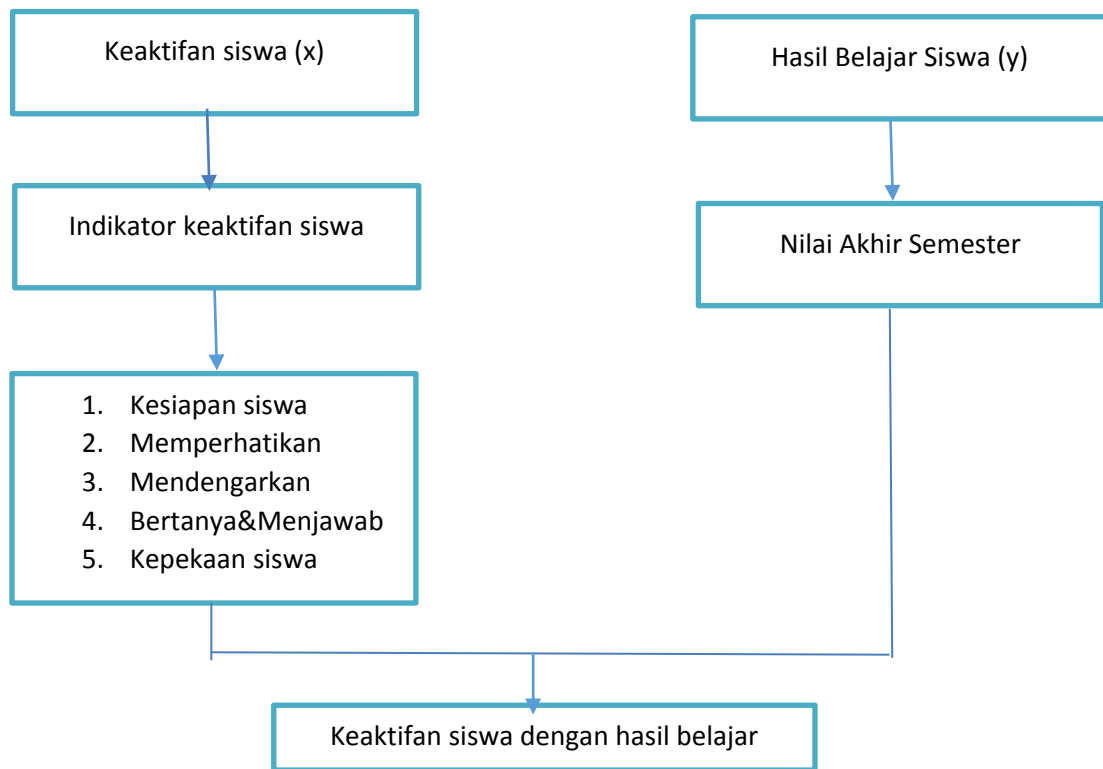 Keaktifan siswa (x)
Hasil Belajar Siswa (y)
Indikator keaktifan siswa
Nilai Akhir Semester
1. Kesiapan siswa
2. Memperhatikan
3. Mendengarkan
4. Bertanya&Menjawab
5. Kepekaan siswa
Keaktifan siswa dengan hasil belajar